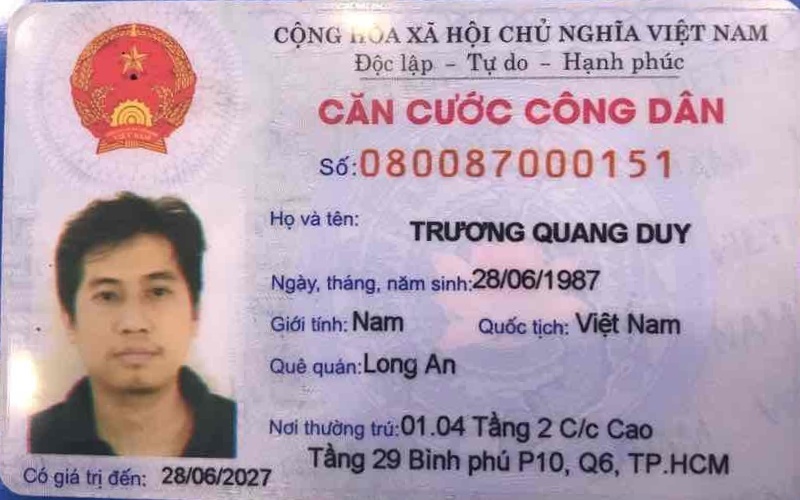 CỘNG HÒA XÃ HỘI CHỦ NGHĨA VIỆT NAM
Độc lập - Tự do - Hạnh phúc
CĂN CƯỚC CÔNG DÂN
Số: 080087000151
Họ và tên: TRƯƠNG QUANG DUY
Ngày, tháng, năm sinh: 28/06/1987
Giới tính: Nam Quốc tịch: Việt Nam
Quê quán: Long An
Nơi thường trú: 01.04 Tầng 2 C/c Cao
Tầng 29 Bình phú P10, Q6, TP.HCM
Có giá trị đến: 28/06/2027
VIỆT NAM